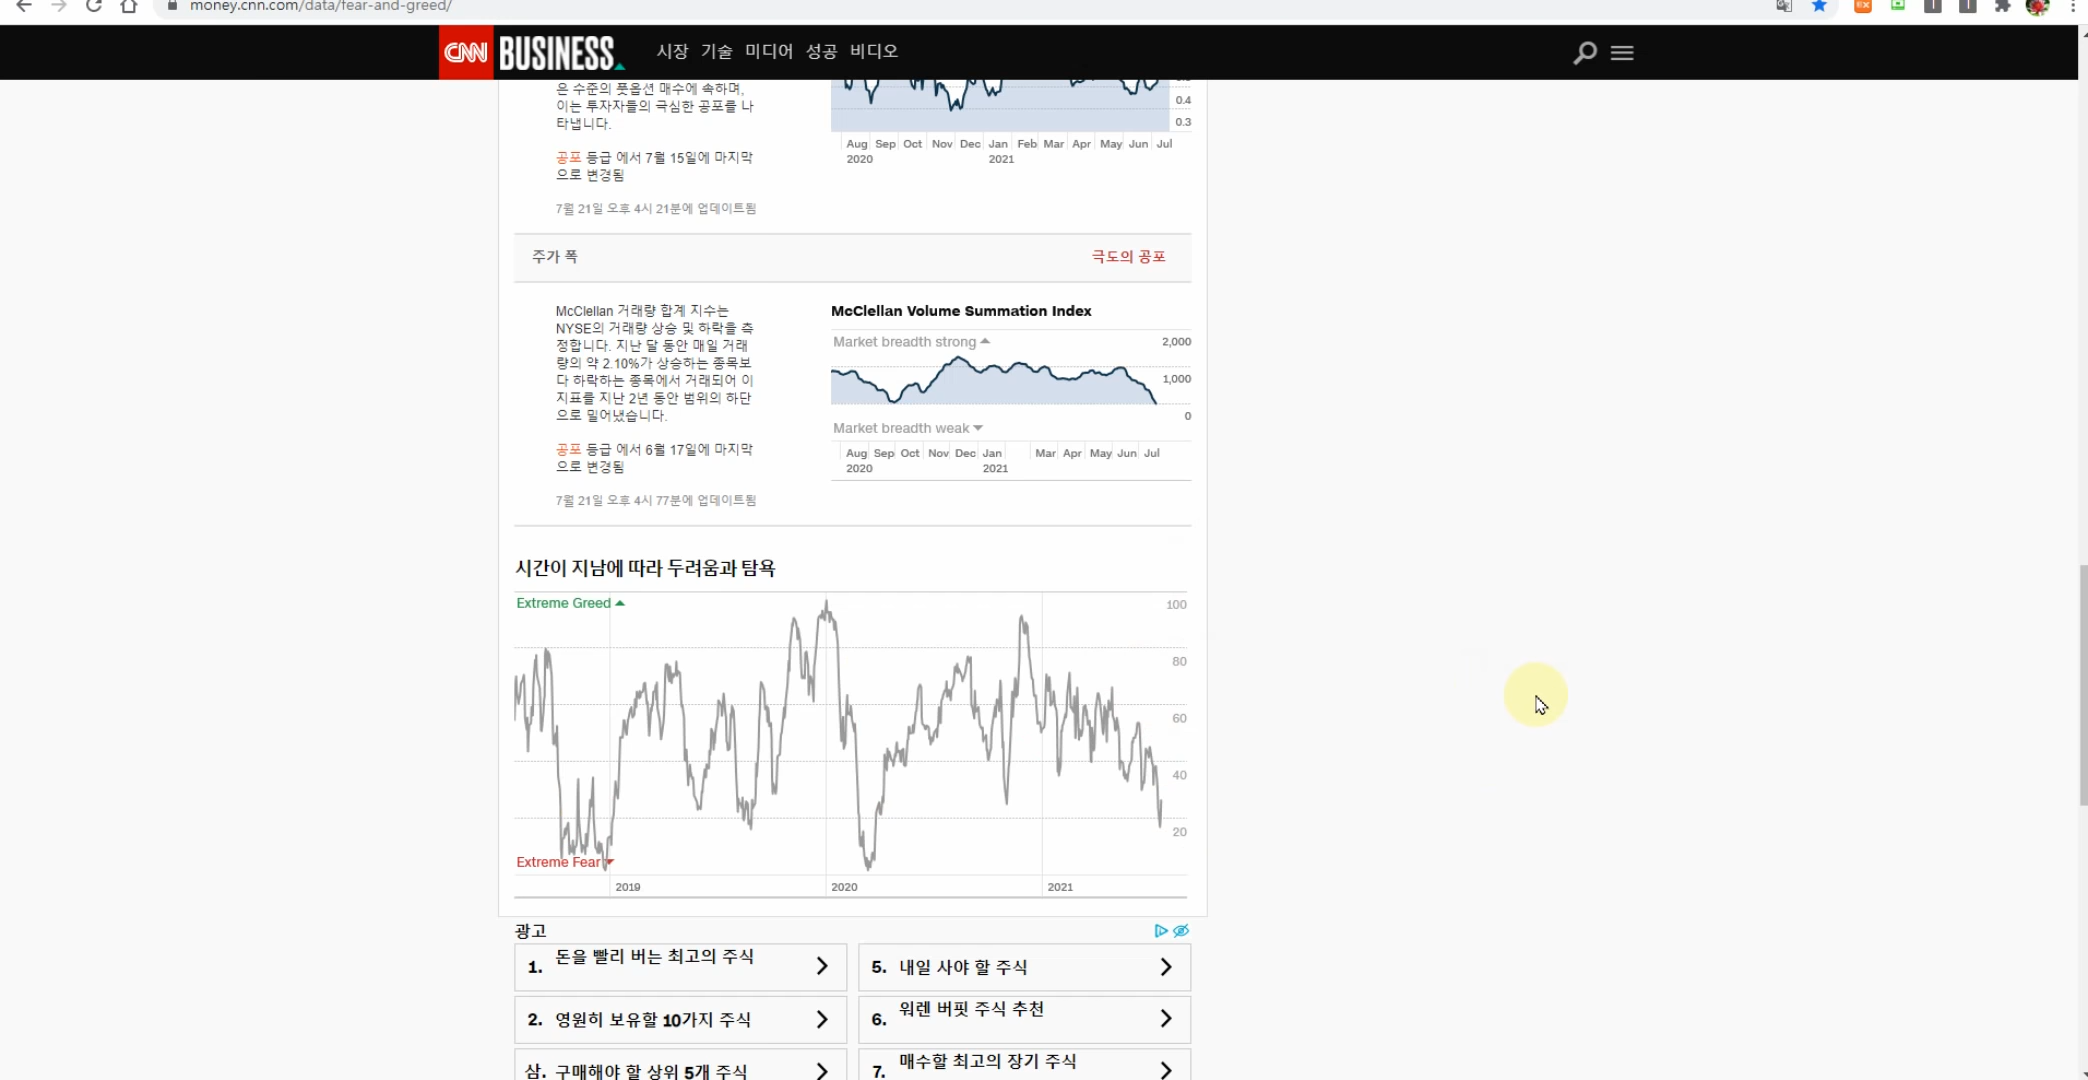 money.cnn.com/data/fear-and-greed/
CNN BUSINESS 시장 기술 미디어 성공 비디오
은 수준의 풋옵션 매수에 속하며,
이는 투자자들의 극심한 공포를 나
타냅니다.
공포 등급 에서 7월 15일에 마지막
으로 변경됨
7월 21일 오후 4시 21분에 업데이트됨
0.4
0.3
Aug Sep Oct Nov Dec Jan Feb Mar Apr May Jun Jul
2020 2021
주가 폭
극도의 공포
McClellan 거래량 합계 지수는
NYSE의 거래량 상승 및 하락을 측
정합니다. 지난 달 동안 매일 거래
량의 약 2.10%가 상승하는 종목보
다 하락하는 종목에서 거래되어 이
지표를 지난 2년 동안 범위의 하단
으로 밀어냈습니다.
공포 등급 에서 6월 17일에 마지막
으로 변경됨
7월 21일 오후 4시 77분에 업데이트됨
McClellan Volume Summation Index
Market breadth strong
2,000
1,000
0
Market breadth weak
Aug Sep Oct Nov Dec Jan Mar Apr May Jun Jul
2020 2021
시간이 지남에 따라 두려움과 탐욕
Extreme Greed
100
80
60
40
20
Extreme Fear
2019 2020 2021
광고
1. 돈을 빨리 버는 최고의 주식
5. 내일 사야 할 주식
2. 영원히 보유할 10가지 주식
6. 워렌 버핏 주식 추천
삼. 구매해야 할 상위 5개 주식
7. 매수할 최고의 장기 주식